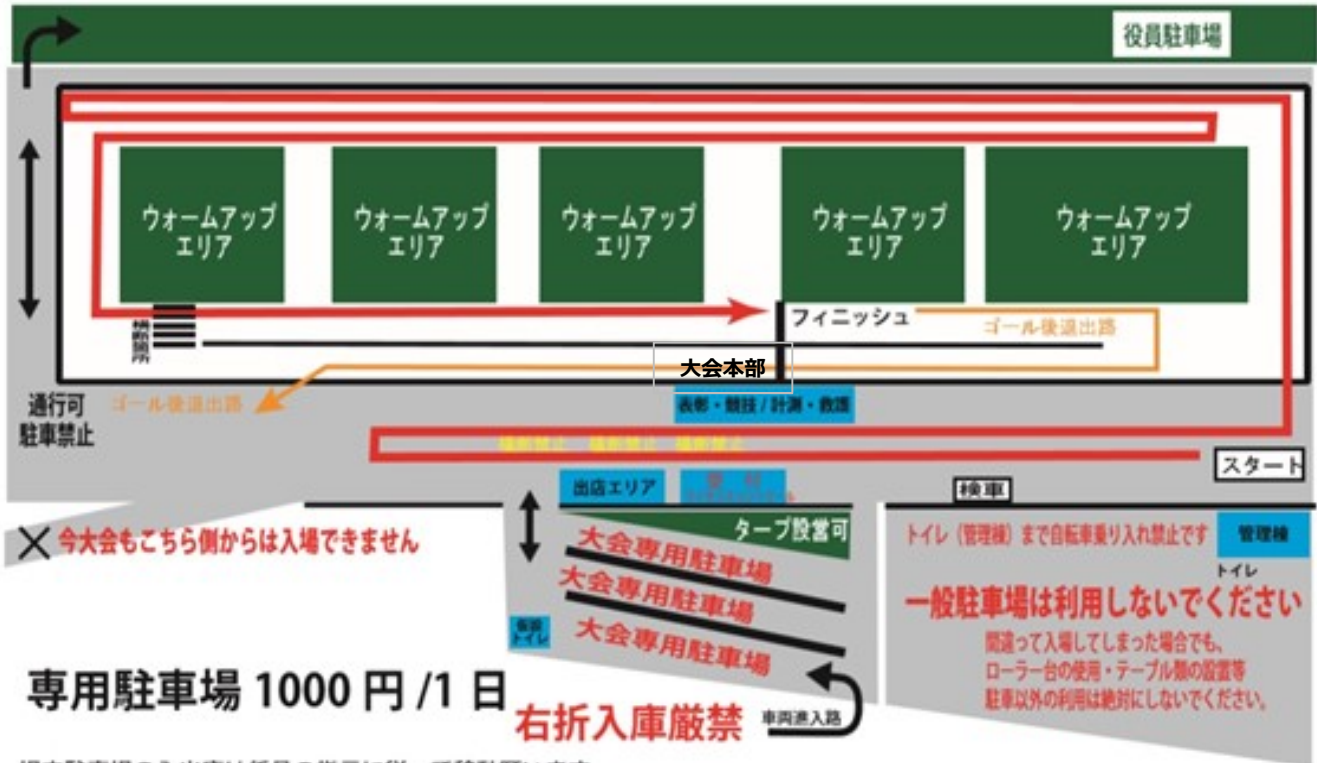 役員駐車場
ウォームアップ
エリア
ウォームアップ
エリア
ウォームアップ
エリア
ウォームアップ
エリア
ウォームアップ
エリア
横断箇所
フィニッシュ
ゴール後退出路
大会本部
通行可
駐車禁止
ゴール後退出路
表彰・競技/計測・救護
横断禁止 横断禁止 横断禁止
スタート
出店エリア
受付
検車
×今大会もこちら側からは入場できません
タープ設営可
トイレ（管理棟）まで自転車乗り入れ禁止です
管理棟
トイレ
大会専用駐車場
大会専用駐車場
大会専用駐車場
仮設
トイレ
一般駐車場は利用しないでください
間違って入場してしまった場合でも、
ローラー台の使用・テーブル類の設置等
駐車以外の利用は絶対にしないでください。
専用駐車場 1000 円 /1 日
右折入庫厳禁
車両進入路